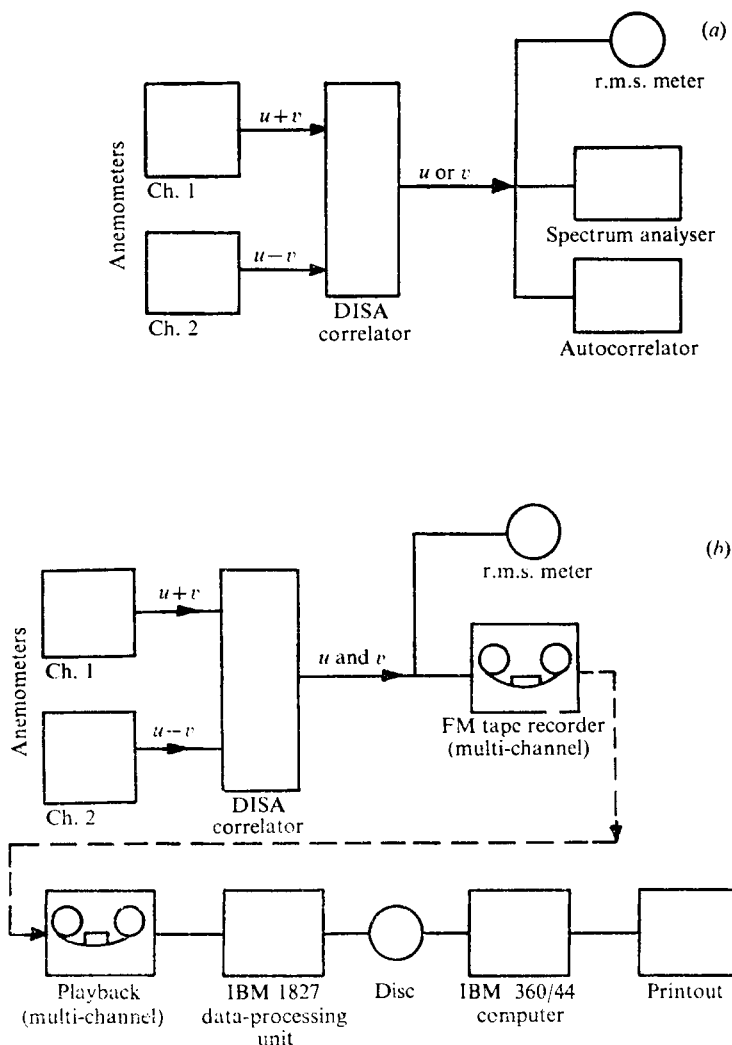 (a)
r.m.s. meter
Anemometers
u+v
Ch. 1
u or v
Spectrum analyser
u−v
Ch. 2
DISA
correlator
Autocorrelator
(b)
r.m.s. meter
Anemometers
u+v
Ch. 1
u and v
FM tape recorder
(multi-channel)
u−v
Ch. 2
DISA
correlator
Playback
(multi-channel)
IBM 1827
data-processing
unit
Disc
IBM 360/44
computer
Printout